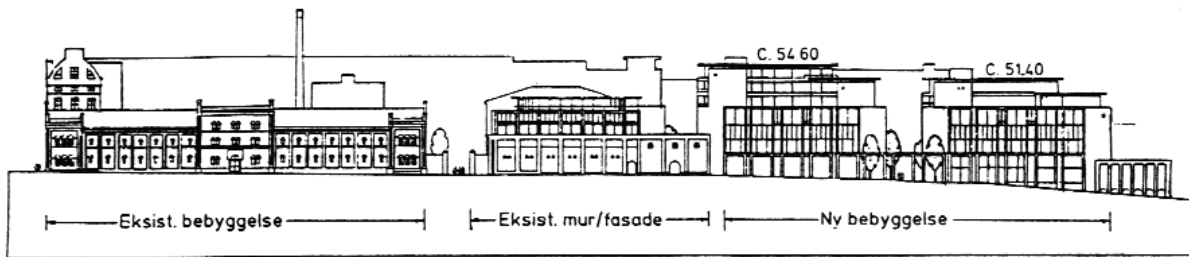 C. 54 60
C. 51.40
Eksist. bebyggelse
Eksist. mur/fasade
Ny bebyggelse